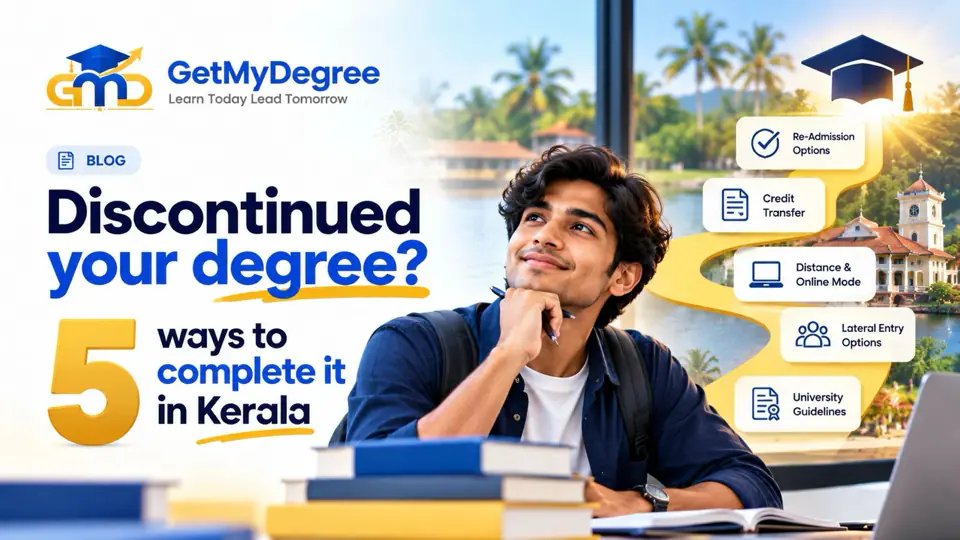 GMD
GetMyDegree
Learn Today Lead Tomorrow
BLOG
Discontinued
your degree?
5
ways to
complete it
in Kerala
Re-Admission
Options
Credit
Transfer
Distance &
Online Mode
Lateral Entry
Options
University
Guidelines